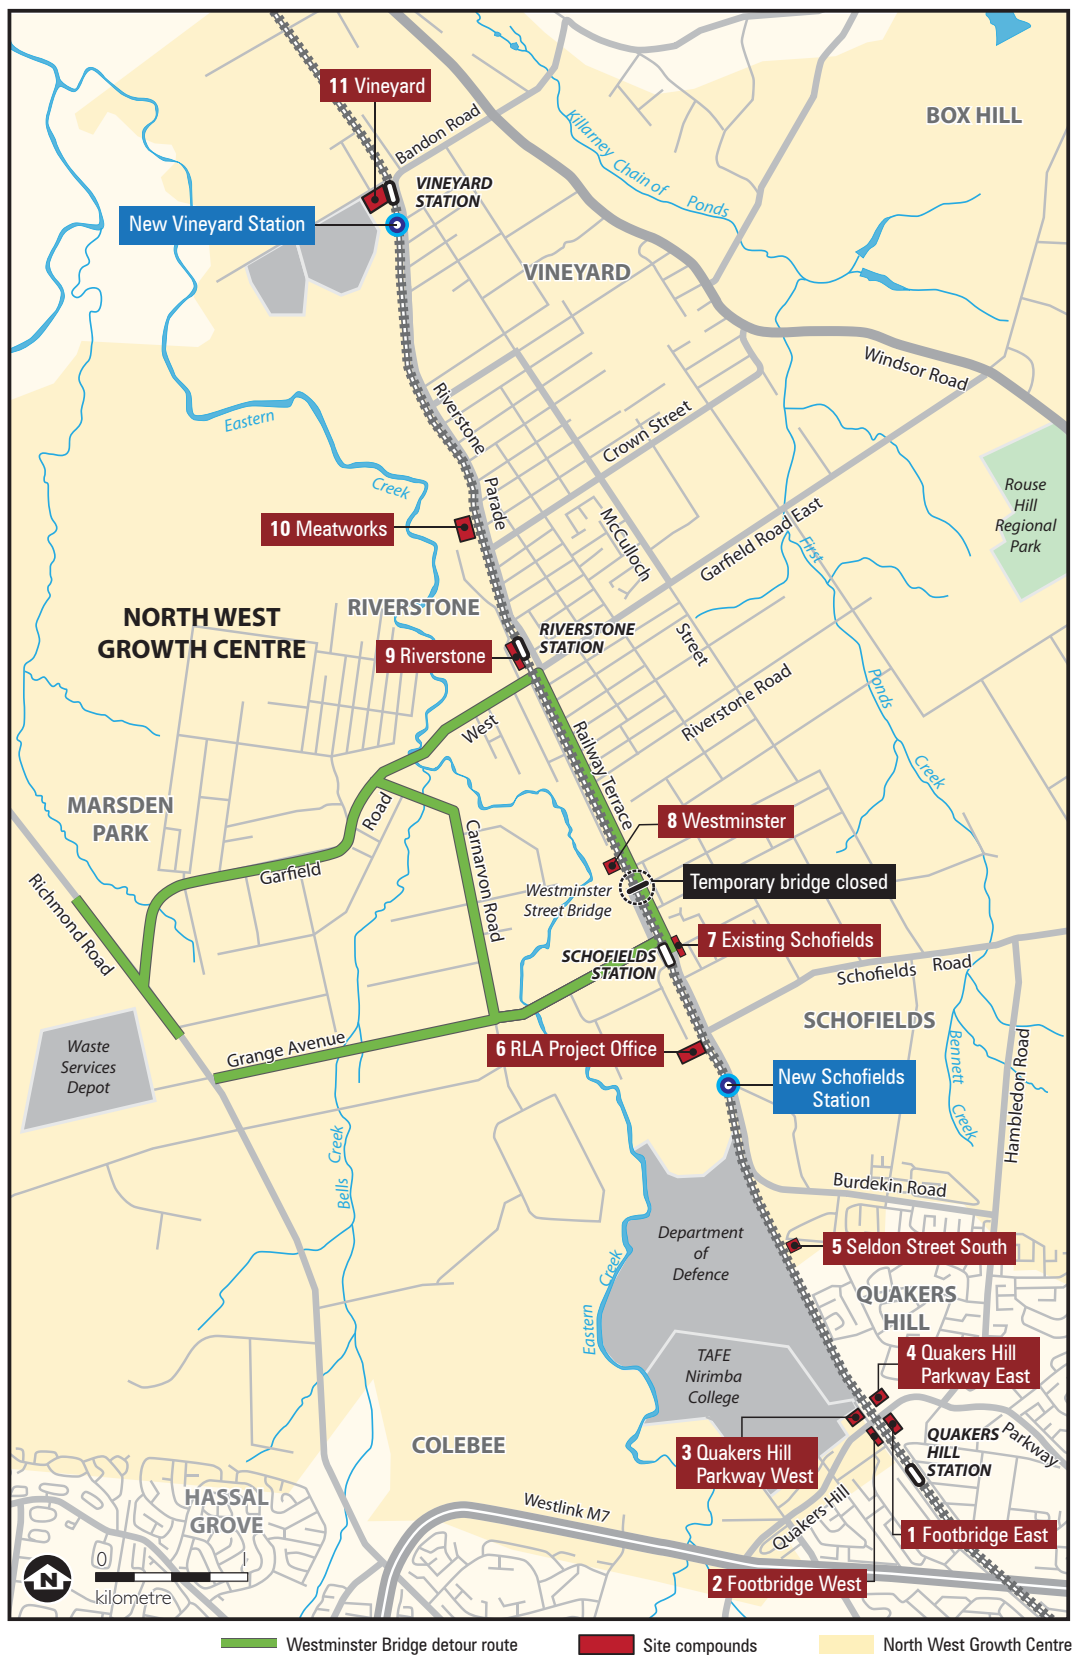 11 Vineyard
Bandon Road
BOX HILL
Killarney Chain of Ponds
VINEYARD
STATION
New Vineyard Station
VINEYARD
Windsor Road
Eastern
Creek
Riverstone
Parade
Crown Street
Rouse
Hill
Regional
Park
10 Meatworks
McCulloch
Street
Garfield Road East
First
Ponds
Creek
NORTH WEST
GROWTH CENTRE
RIVERSTONE
RIVERSTONE
STATION
9 Riverstone
Riverstone Road
West
Railway Terrace
MARSDEN
PARK
Road
Garfield
Carnarvon Road
8 Westminster
Temporary bridge closed
Westminster
Street Bridge
Richmond Road
7 Existing Schofields
SCHOFIELDS
STATION
Schofields Road
SCHOFIELDS
Waste
Services
Depot
Grange Avenue
6 RLA Project Office
New Schofields
Station
Bennett
Creek
Hambledon Road
Bells Creek
Burdekin Road
Department
of
Defence
5 Seldon Street South
Eastern Creek
QUAKERS
HILL
TAFE
Nirimba
College
4 Quakers Hill
Parkway East
COLEBEE
3 Quakers Hill
Parkway West
QUAKERS
HILL
STATION
Parkway
HASSAL
GROVE
Westlink M7
Quakers Hill
1 Footbridge East
2 Footbridge West
N
0 1
kilometre
Westminster Bridge detour route
Site compounds
North West Growth Centre